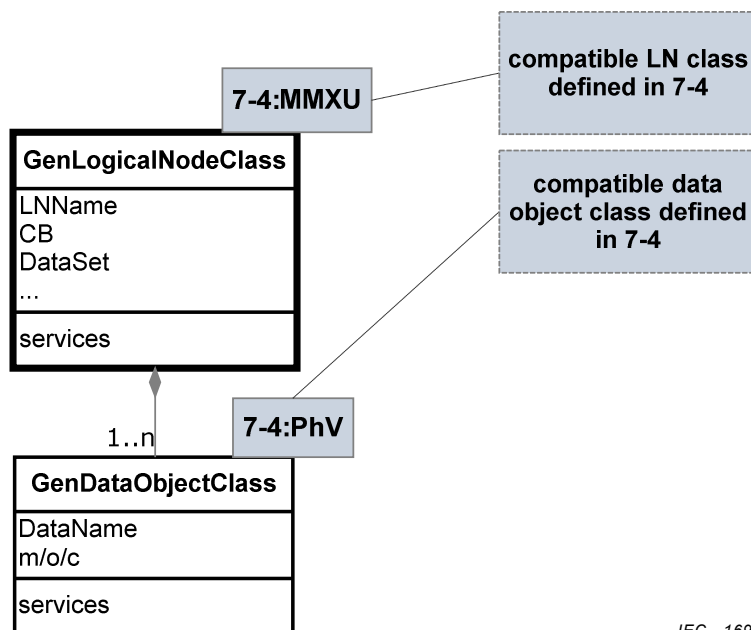 compatible LN class
defined in 7-4
7-4:MMXU
GenLogicalNodeClass
LNName
CB
DataSet
...
services
compatible data
object class defined
in 7-4
1..n
7-4:PhV
GenDataObjectClass
DataName
m/o/c
services
IEC